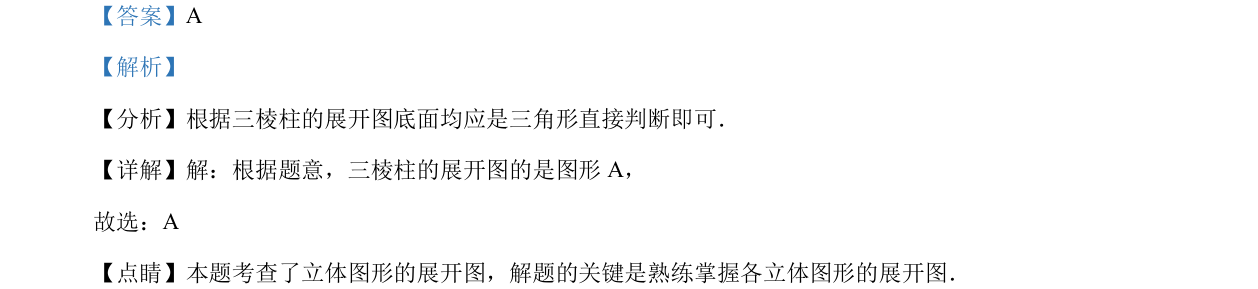 【答案】A
【解析】
【分析】根据三棱柱的展开图底面均应是三角形直接判断即可．
【详解】解：根据题意，三棱柱的展开图的是图形 A，
故选：A
【点睛】本题考查了立体图形的展开图，解题的关键是熟练掌握各立体图形的展开图．